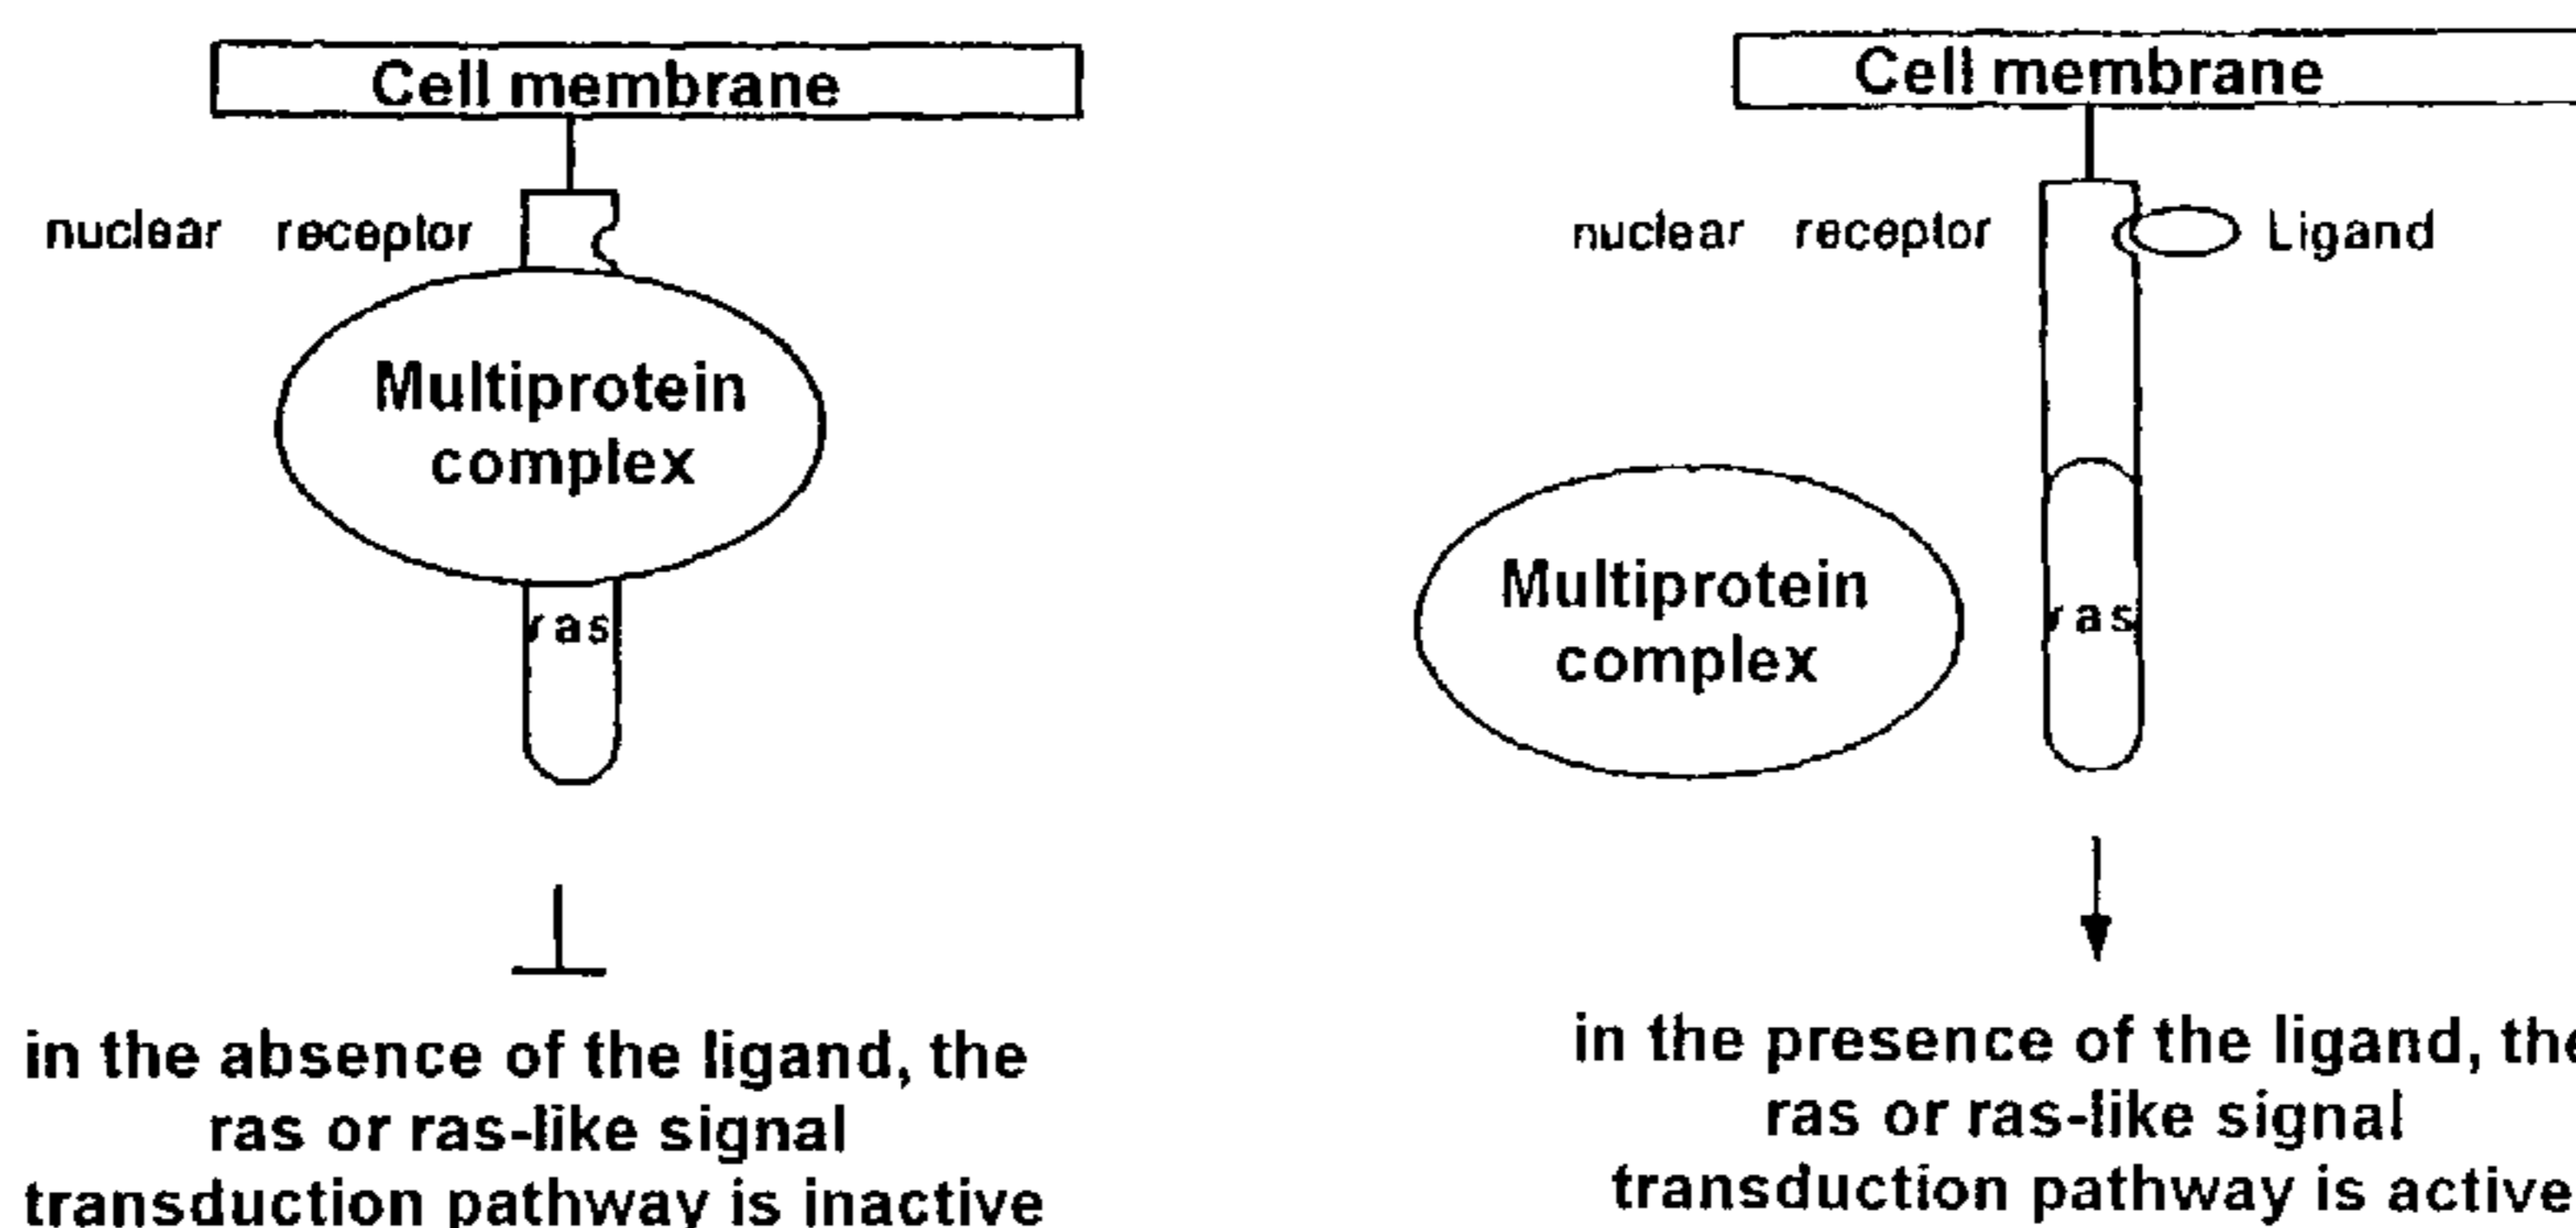 Cell membrane
nuclear receptor
Multiprotein
complex
ras
in the absence of the ligand, the
ras or ras-like signal
transduction pathway is inactive
Cell membrane
nuclear receptor
Ligand
Multiprotein
complex
ras
in the presence of the ligand, the
ras or ras-like signal
transduction pathway is active